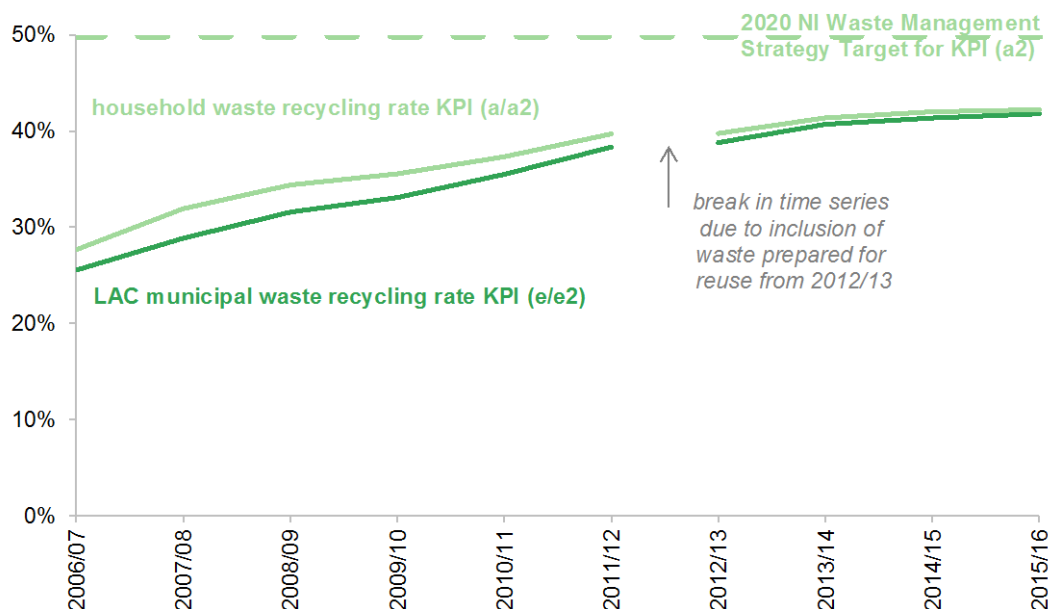 2020 NI Waste Management
Strategy Target for KPI (a2)
50%
household waste recycling rate KPI (a/a2)
40%
break in time series
due to inclusion of
waste prepared for
reuse from 2012/13
30%
LAC municipal waste recycling rate KPI (e/e2)
20%
10%
0%
2006/07
2007/08
2008/09
2009/10
2010/11
2011/12
2012/13
2013/14
2014/15
2015/16